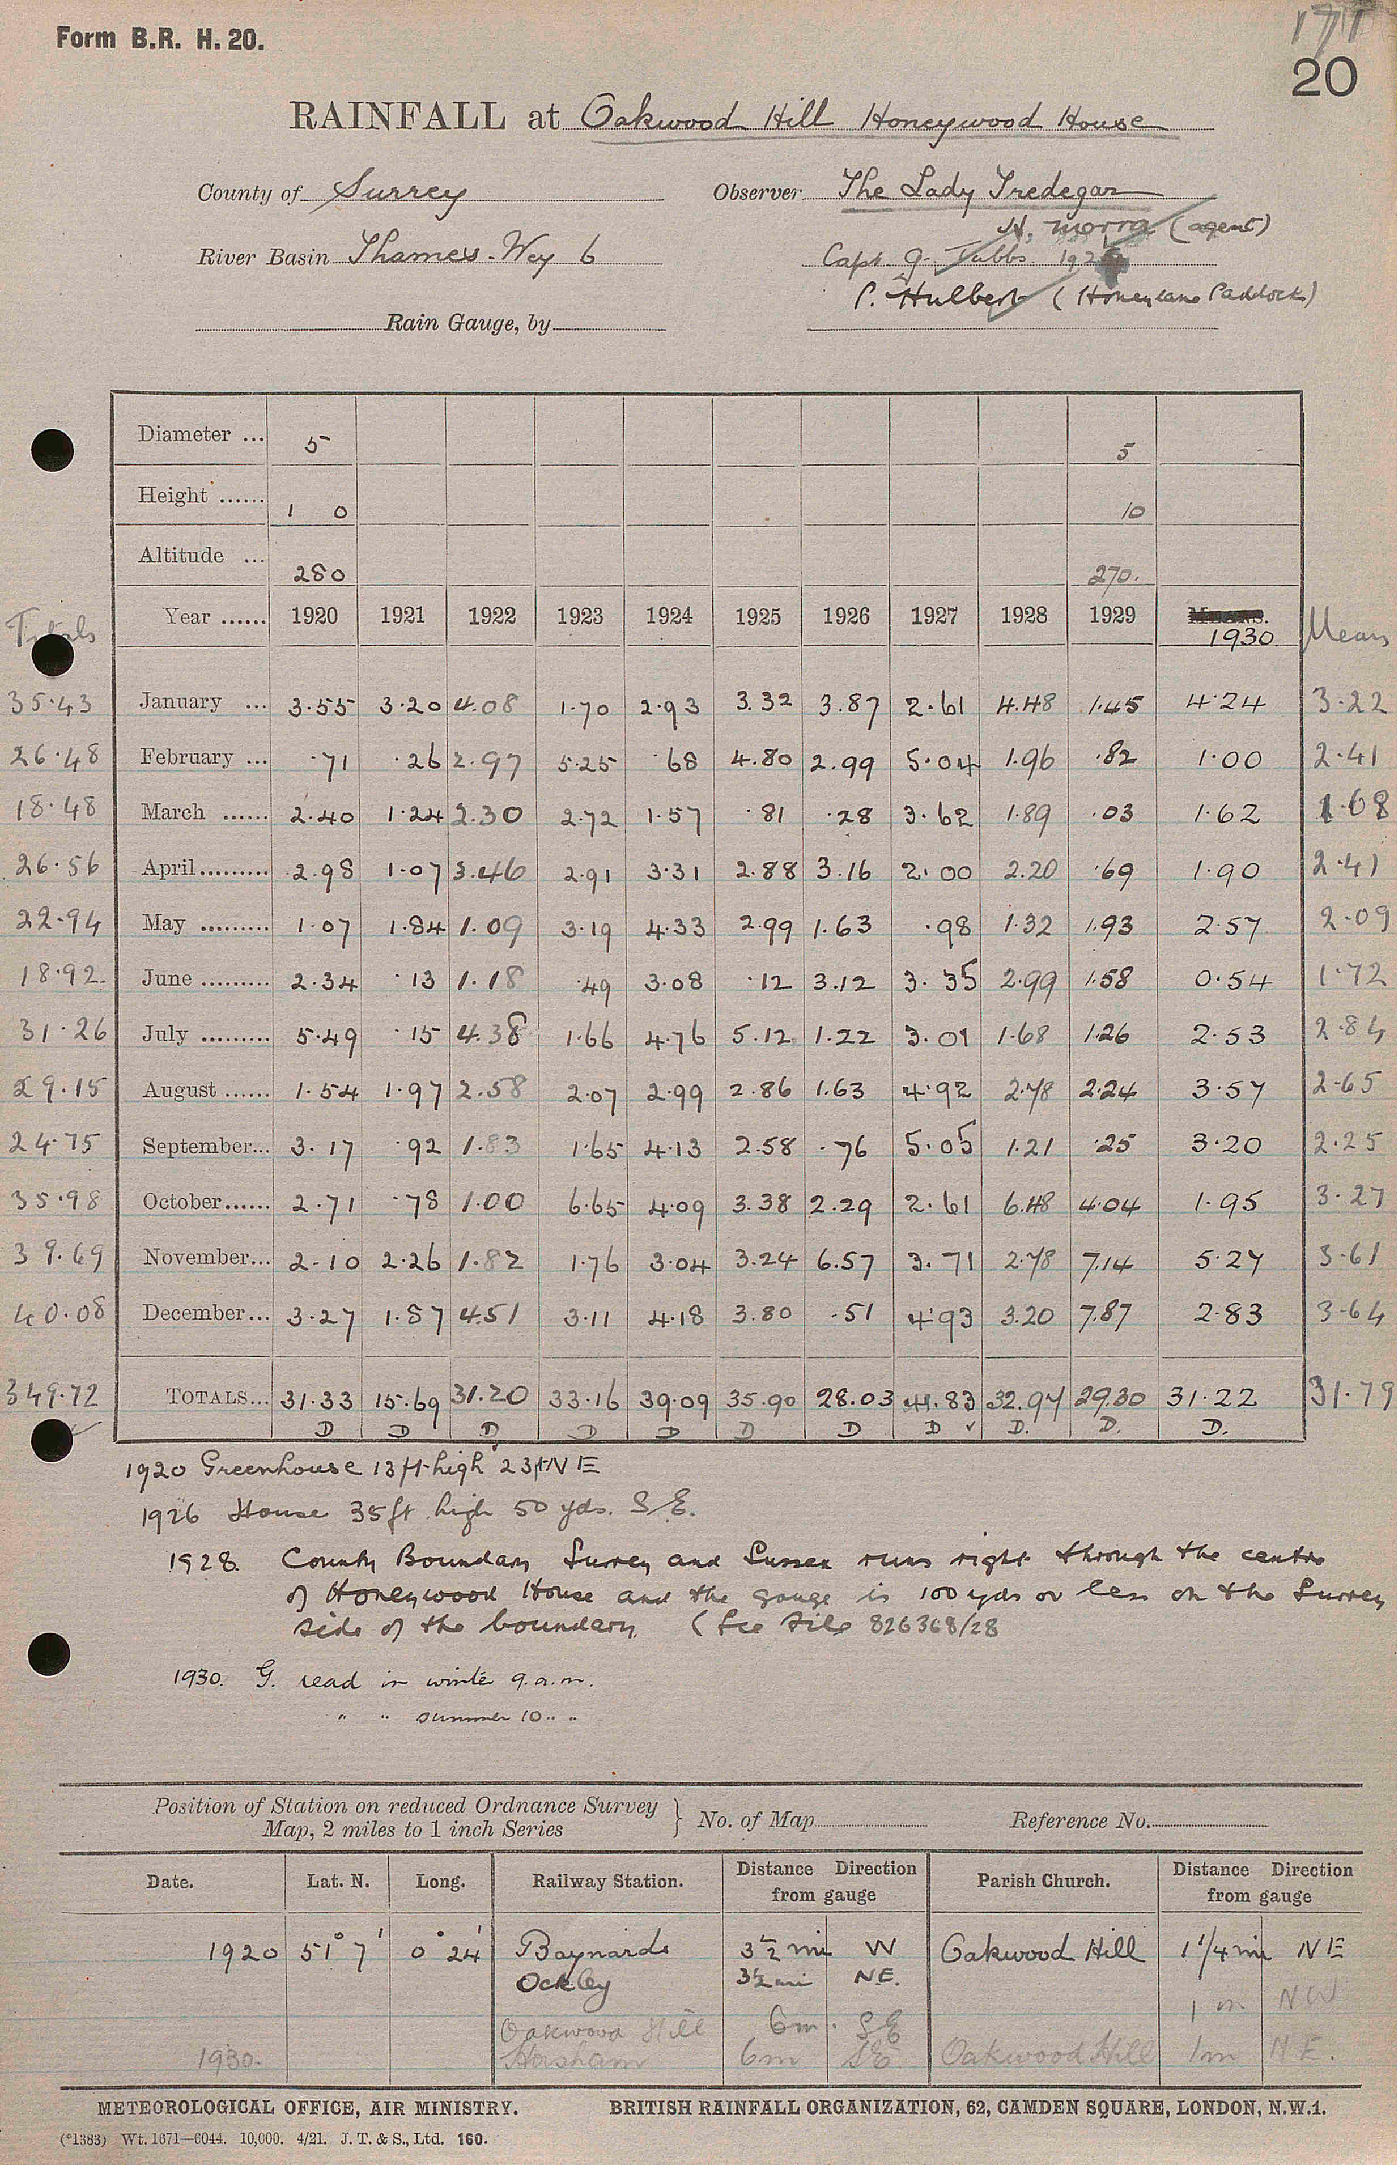 Form B.R. H. 20.
20
RAINFALL at Oakwood Hill Honeywood House
County of Surrey Observer The Lady Tredegar
(agent)
River Basin Thames-Wey 6 Capt. G. Tubbs
P. Hulbert (Honeylane Paddock)
Rain Gauge, by
Diameter ... 5 5
Height ...... 1 0 10
Altitude ... 280 270.
Totals Year ...... 1920 1921 1922 1923 1924 1925 1926 1927 1928 1929 1930 Mean
35.43 January ... 3.55 3.20 4.08 1.70 2.93 3.32 3.87 2.61 4.48 1.45 4.24 3.22
26.48 February ... .71 .26 2.97 5.25 .68 4.80 2.99 5.04 1.96 .82 1.00 2.41
18.48 March ...... 2.40 1.24 2.30 2.72 1.57 .81 .28 3.62 1.89 .03 1.62 1.68
26.56 April ......... 2.98 1.07 3.46 2.91 3.31 2.88 3.16 2.00 2.20 .69 1.90 2.41
22.94 May ......... 1.07 1.84 1.09 3.19 4.33 2.99 1.63 .98 1.32 1.93 2.57 2.09
18.92 June ......... 2.34 .13 1.18 .49 3.08 .12 3.12 3.35 2.99 1.58 0.54 1.72
31.26 July ......... 5.49 .15 4.38 1.66 4.76 5.12 1.22 3.01 1.68 1.26 2.53 2.84
29.15 August ...... 1.54 1.97 2.58 2.07 2.99 2.86 1.63 4.92 2.78 2.24 3.57 2.65
24.75 September... 3.17 .92 1.83 1.65 4.13 2.58 .76 5.05 1.21 .25 3.20 2.25
35.98 October...... 2.71 .78 1.00 6.65 4.09 3.38 2.29 2.61 6.48 4.04 1.95 3.27
39.69 November... 2.10 2.26 1.82 1.76 3.04 3.24 6.57 3.71 2.78 7.14 5.27 3.61
40.08 December... 3.27 1.87 4.51 3.11 4.18 3.80 .51 4.93 3.20 7.87 2.83 3.64
349.72 TOTALS... 31.33 15.69 31.20 33.16 39.09 35.90 28.03 41.83 32.97 29.30 31.22 31.79
D D D D D D D D ✓ D. D. D.
1920 Greenhouse 13ft high 23ft N E
1926 House 35ft high 50 yds. S E.
1928. County Boundary Surrey and Sussex runs right through the centre
of Honeywood House and the gauge is 100 yds or less on the Surrey
side of the boundary. (See File 826368/28
1930. G. read in winter 9.a.m.
" " summer 10 " "
Position of Station on reduced Ordnance Survey
Map, 2 miles to 1 inch Series } No. of Map Reference No.
Date. Lat. N. Long. Railway Station. Distance Direction from gauge Parish Church. Distance Direction from gauge
1920 51° 7' 0° 24' Baynards 3½ mi W Oakwood Hill 1 1/4 mi NE
Ockley 3½ mi NE.
1 m NW
Oakwood Hill 6m. SE
1930. Horsham 6m SE Oakwood Hill 1m NE.
METEOROLOGICAL OFFICE, AIR MINISTRY. BRITISH RAINFALL ORGANIZATION, 62, CAMDEN SQUARE, LONDON, N.W.1.
(*1383) Wt. 1671—6044. 10,000. 4/21. J. T. & S., Ltd. 160.